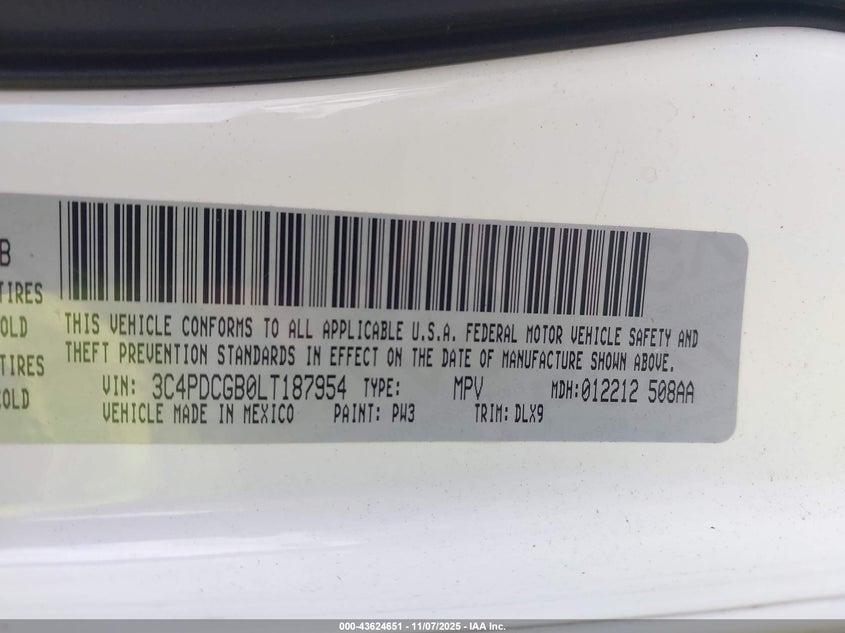 B
TIRES
COLD
TIRES
COLD
THIS VEHICLE CONFORMS TO ALL APPLICABLE U.S.A. FEDERAL MOTOR VEHICLE SAFETY AND
THEFT PREVENTION STANDARDS IN EFFECT ON THE DATE OF MANUFACTURE SHOWN ABOVE.
VIN: 3C4PDCGB0LT187954 TYPE: MPV MDH:012212 508AA
VEHICLE MADE IN MEXICO PAINT: PW3 TRIM: DLX9
000-43624651 - 11/07/2025 - IAA Inc.